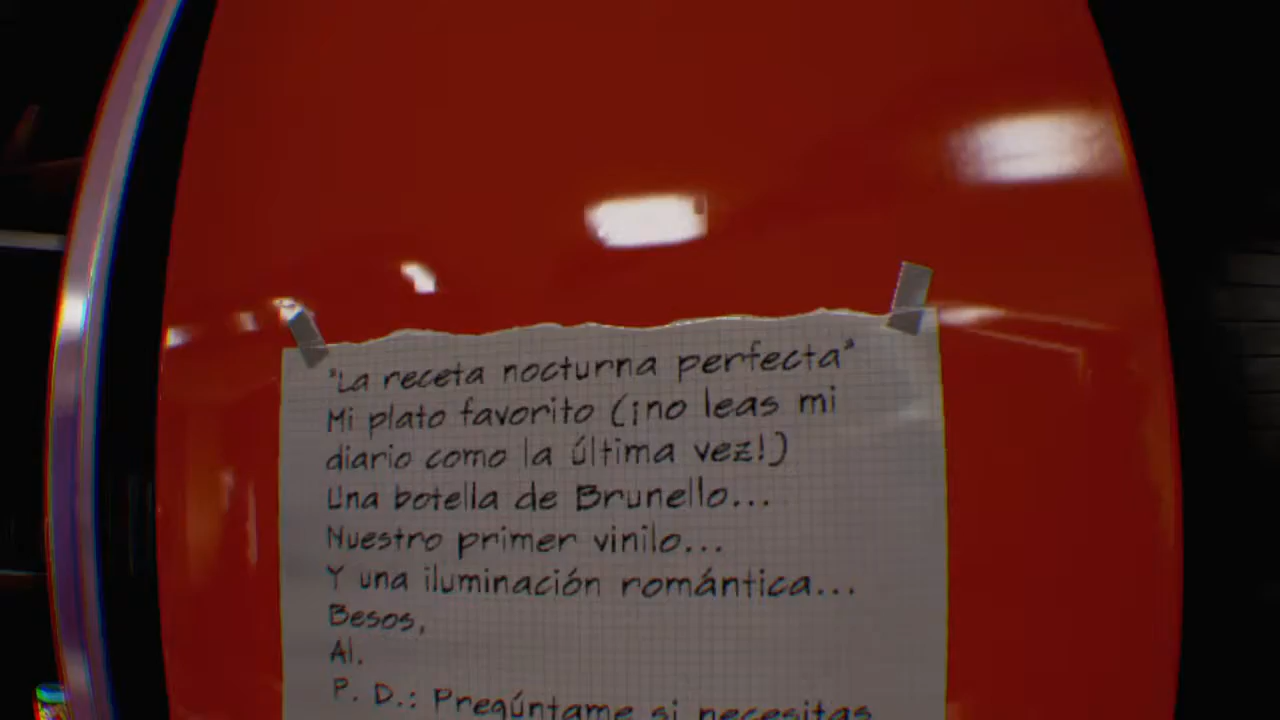 "La receta nocturna perfecta"
Mi plato favorito (¡no leas mi
diario como la última vez!)
Una botella de Brunello...
Nuestro primer vinilo...
Y una iluminación romántica...
Besos,
Al.
P. D.: Pregúntame si necesitas